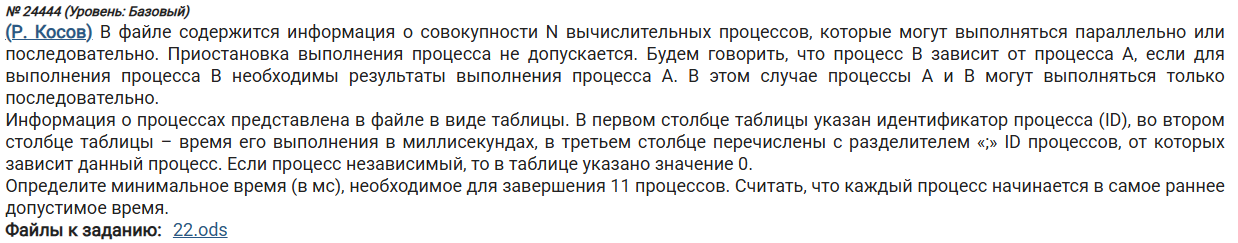 № 24444 (Уровень: Базовый)
(Р. Косов) В файле содержится информация о совокупности N вычислительных процессов, которые могут выполняться параллельно или
последовательно. Приостановка выполнения процесса не допускается. Будем говорить, что процесс B зависит от процесса A, если для
выполнения процесса B необходимы результаты выполнения процесса A. В этом случае процессы A и B могут выполняться только
последовательно.
Информация о процессах представлена в файле в виде таблицы. В первом столбце таблицы указан идентификатор процесса (ID), во втором
столбце таблицы – время его выполнения в миллисекундах, в третьем столбце перечислены с разделителем «;» ID процессов, от которых
зависит данный процесс. Если процесс независимый, то в таблице указано значение 0.
Определите минимальное время (в мс), необходимое для завершения 11 процессов. Считать, что каждый процесс начинается в самое раннее
допустимое время.
Файлы к заданию: 22.ods